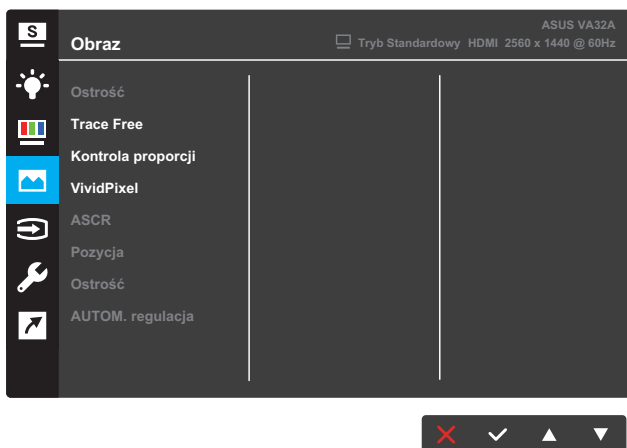 S
ASUS VA32A
Obraz
Tryb Standardowy HDMI 2560 x 1440 @ 60Hz
Ostrość
Trace Free
Kontrola proporcji
VividPixel
ASCR
Pozycja
Ostrość
AUTOM. regulacja